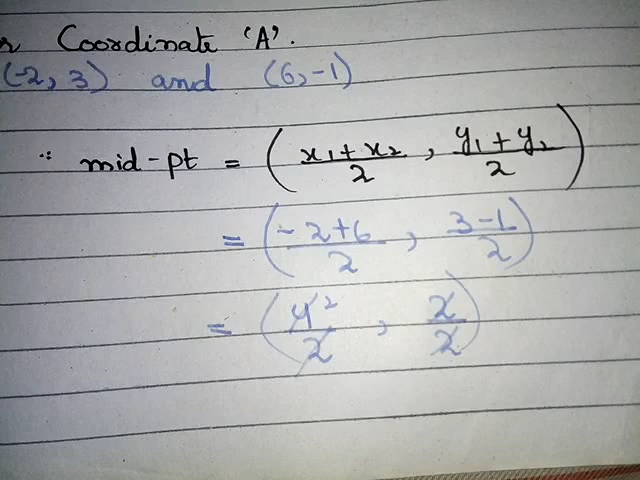 r Coordinate 'A'.
(-2, 3) and (6, -1)
∵ mid-pt = ( x₁+x₂/2 , y₁+y₂/2 )
= ( -2+6/2 , 3-1/2 )
= ( 4²/2 , 2/2 )